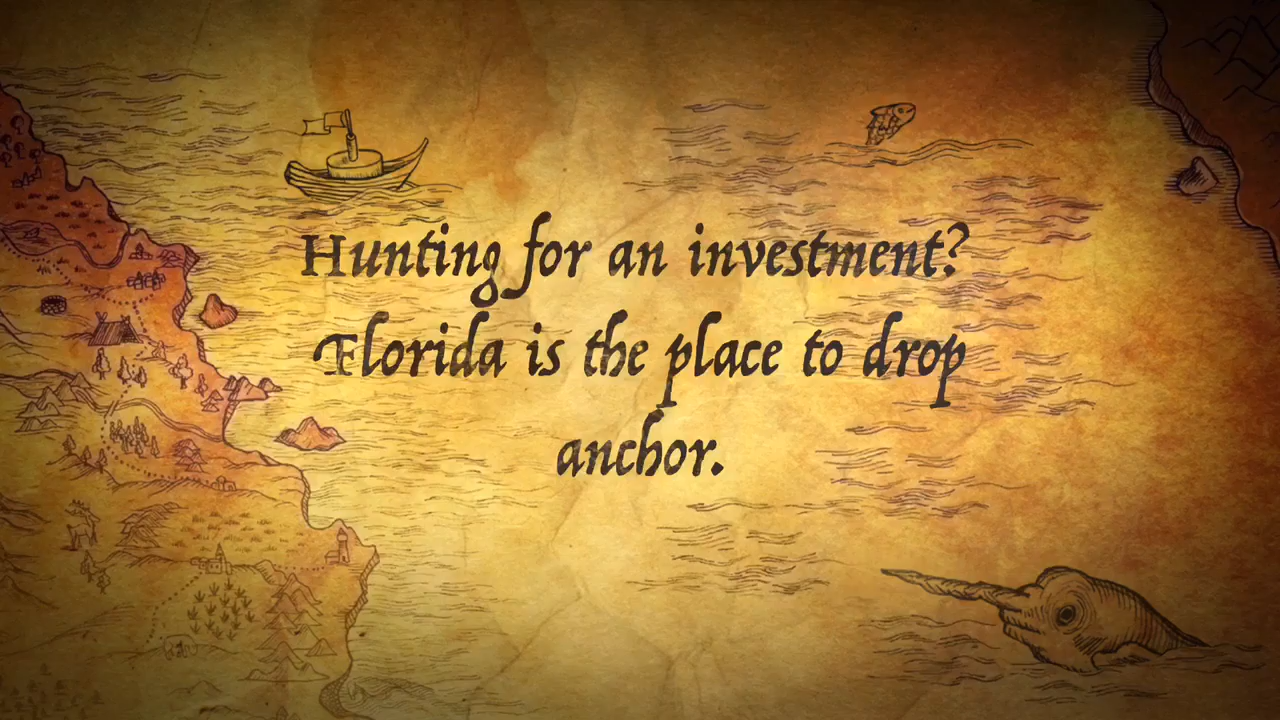 Hunting for an investment?
Florida is the place to drop
anchor.